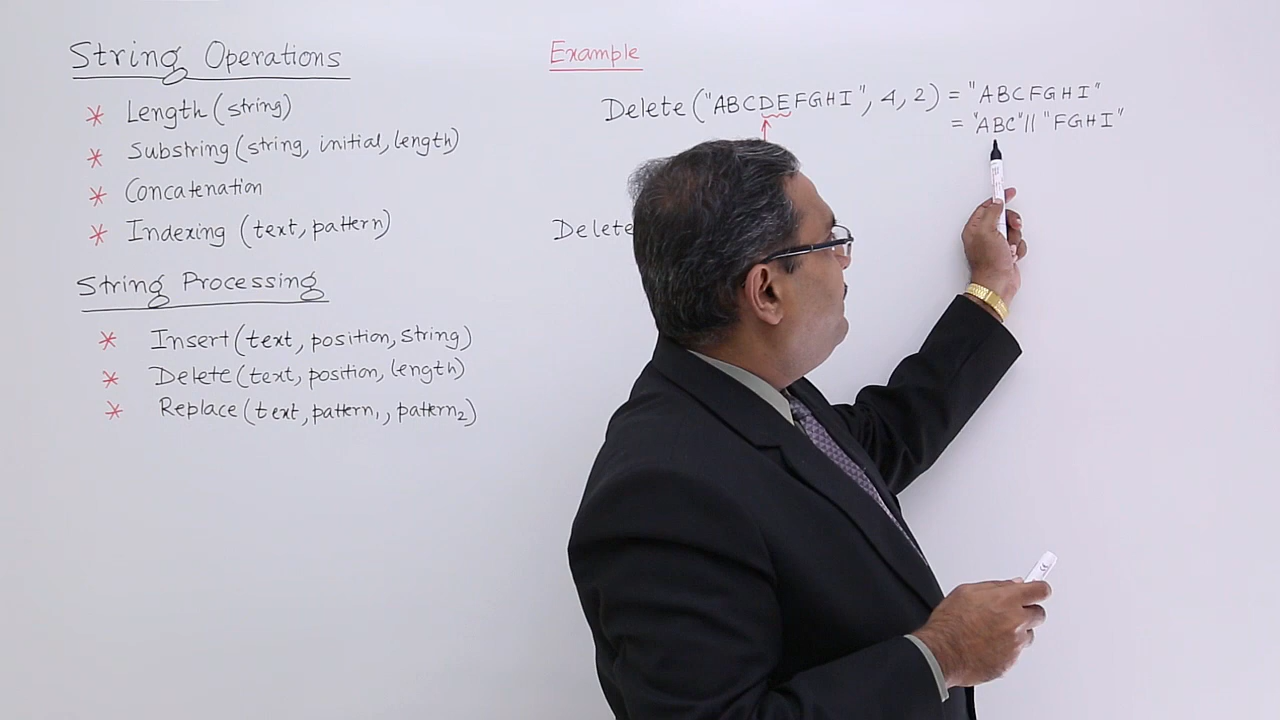 String Operations
* Length (string)
* Substring (string, initial, length)
* Concatenation
* Indexing (text, pattern)
String Processing
* Insert (text, position, string)
* Delete (text, position, length)
* Replace (text, pattern₁, pattern₂)
Example
Delete ("ABCDEFGHI", 4, 2) = "ABCFGHI"
= "ABC" || "FGHI"
Delete